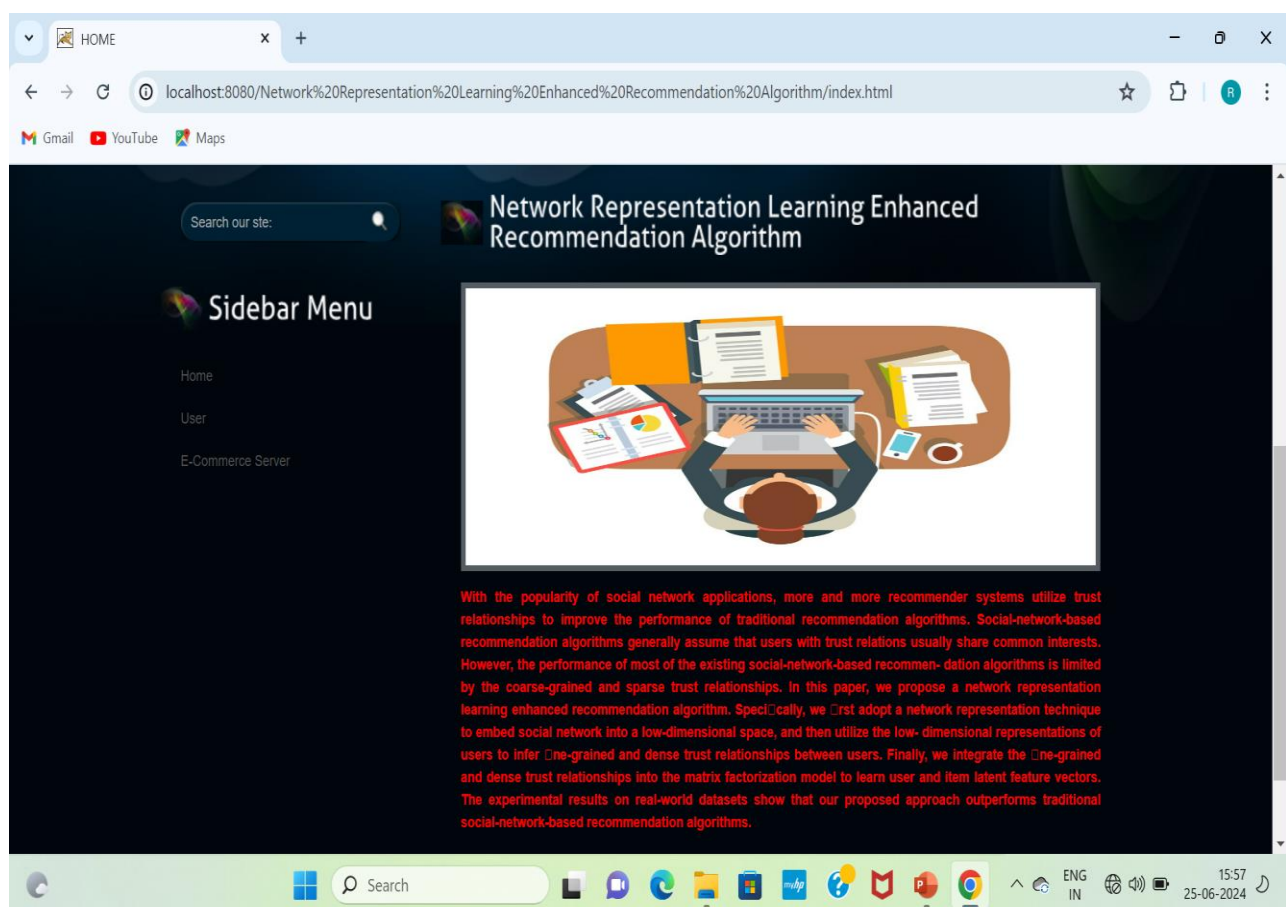 HOME
localhost:8080/Network%20Representation%20Learning%20Enhanced%20Recommendation%20Algorithm/index.html
R
Gmail YouTube Maps
Search our ste:
Network Representation Learning Enhanced
Recommendation Algorithm
Sidebar Menu
Home
User
E-Commerce Server
With the popularity of social network applications, more and more recommender systems utilize trust
relationships to improve the performance of traditional recommendation algorithms. Social-network-based
recommendation algorithms generally assume that users with trust relations usually share common interests.
However, the performance of most of the existing social-network-based recommen- dation algorithms is limited
by the coarse-grained and sparse trust relationships. In this paper, we propose a network representation
learning enhanced recommendation algorithm. Speci□cally, we □rst adopt a network representation technique
to embed social network into a low-dimensional space, and then utilize the low- dimensional representations of
users to infer □ne-grained and dense trust relationships between users. Finally, we integrate the □ne-grained
and dense trust relationships into the matrix factorization model to learn user and item latent feature vectors.
The experimental results on real-world datasets show that our proposed approach outperforms traditional
social-network-based recommendation algorithms.
Search
myhp
ENG
IN
15:57
25-06-2024